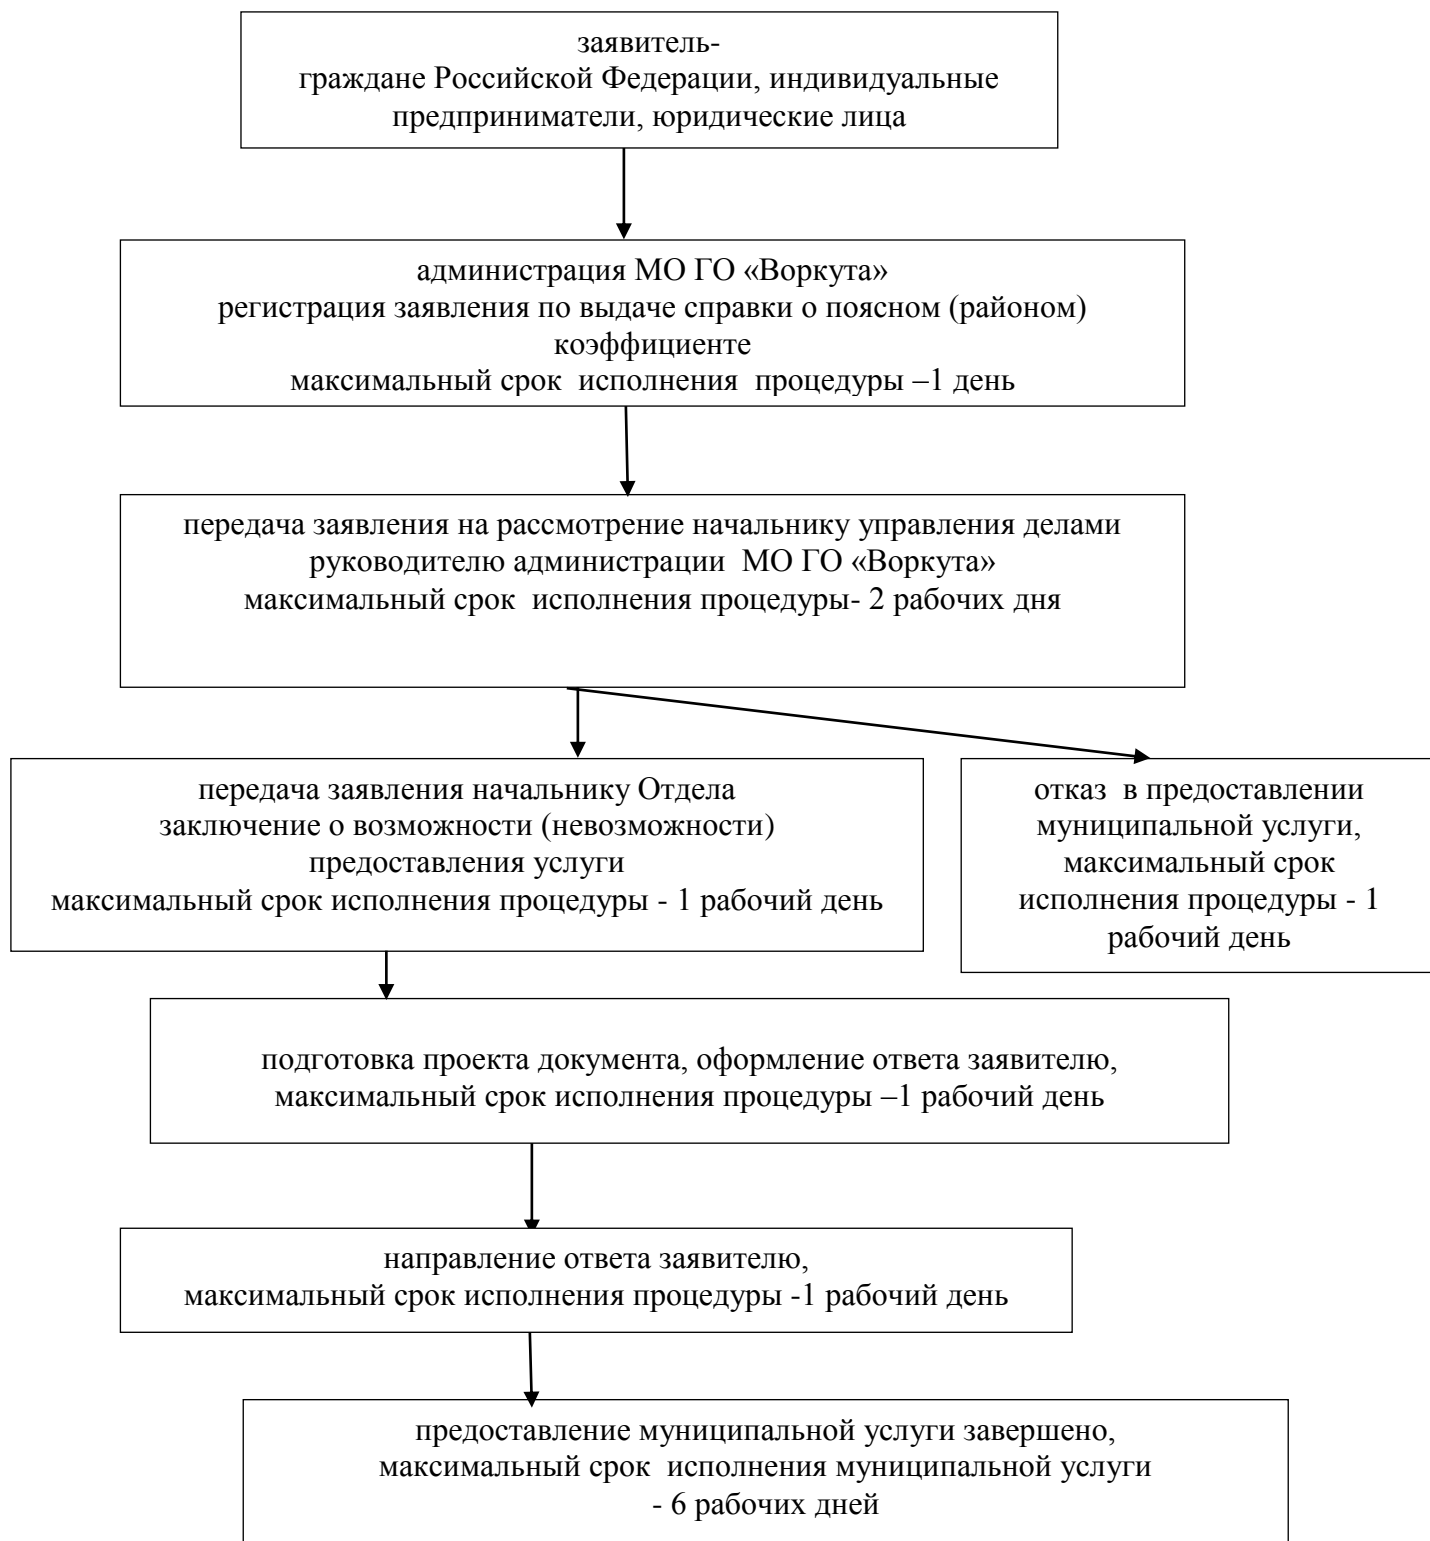 заявитель-
граждане Российской Федерации, индивидуальные
предприниматели, юридические лица
администрация МО ГО «Воркута»
регистрация заявления по выдаче справки о поясном (районом)
коэффициенте
максимальный срок исполнения процедуры –1 день
передача заявления на рассмотрение начальнику управления делами
руководителю администрации МО ГО «Воркута»
максимальный срок исполнения процедуры- 2 рабочих дня
передача заявления начальнику Отдела
заключение о возможности (невозможности)
предоставления услуги
максимальный срок исполнения процедуры - 1 рабочий день
отказ в предоставлении
муниципальной услуги,
максимальный срок
исполнения процедуры - 1
рабочий день
подготовка проекта документа, оформление ответа заявителю,
максимальный срок исполнения процедуры –1 рабочий день
направление ответа заявителю,
максимальный срок исполнения процедуры -1 рабочий день
предоставление муниципальной услуги завершено,
максимальный срок исполнения муниципальной услуги
- 6 рабочих дней